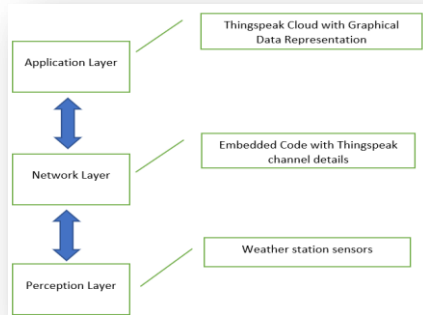 Thingspeak Cloud with Graphical
Data Representation
Application Layer
Embedded Code with Thingspeak
channel details
Network Layer
Weather station sensors
Perception Layer